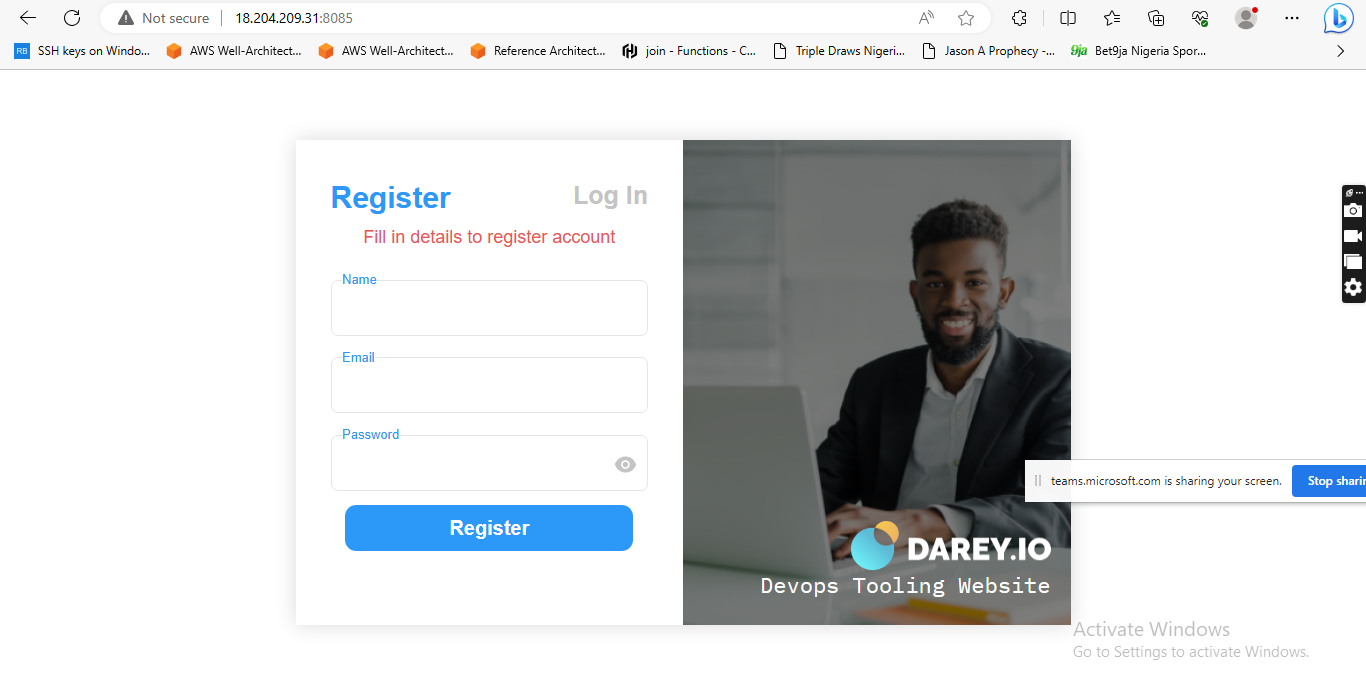 Not secure 18.204.209.31:8085
RB SSH keys on Windo... AWS Well-Architect... AWS Well-Architect... Reference Architect... join - Functions - C... Triple Draws Nigeri... Jason A Prophecy -... 9ja Bet9ja Nigeria Spor...
Register Log In
Fill in details to register account
Name
Email
Password
Register
DAREY.IO
Devops Tooling Website
teams.microsoft.com is sharing your screen. Stop sharin
Activate Windows
Go to Settings to activate Windows.